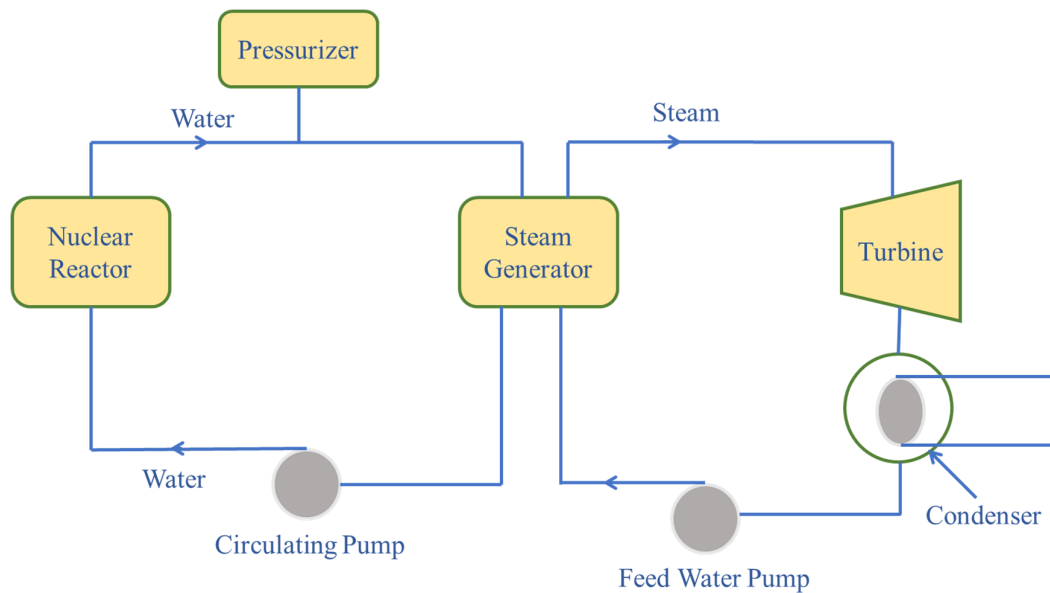 Pressurizer
Water
Steam
Nuclear
Reactor
Steam
Generator
Turbine
Water
Circulating Pump
Condenser
Feed Water Pump